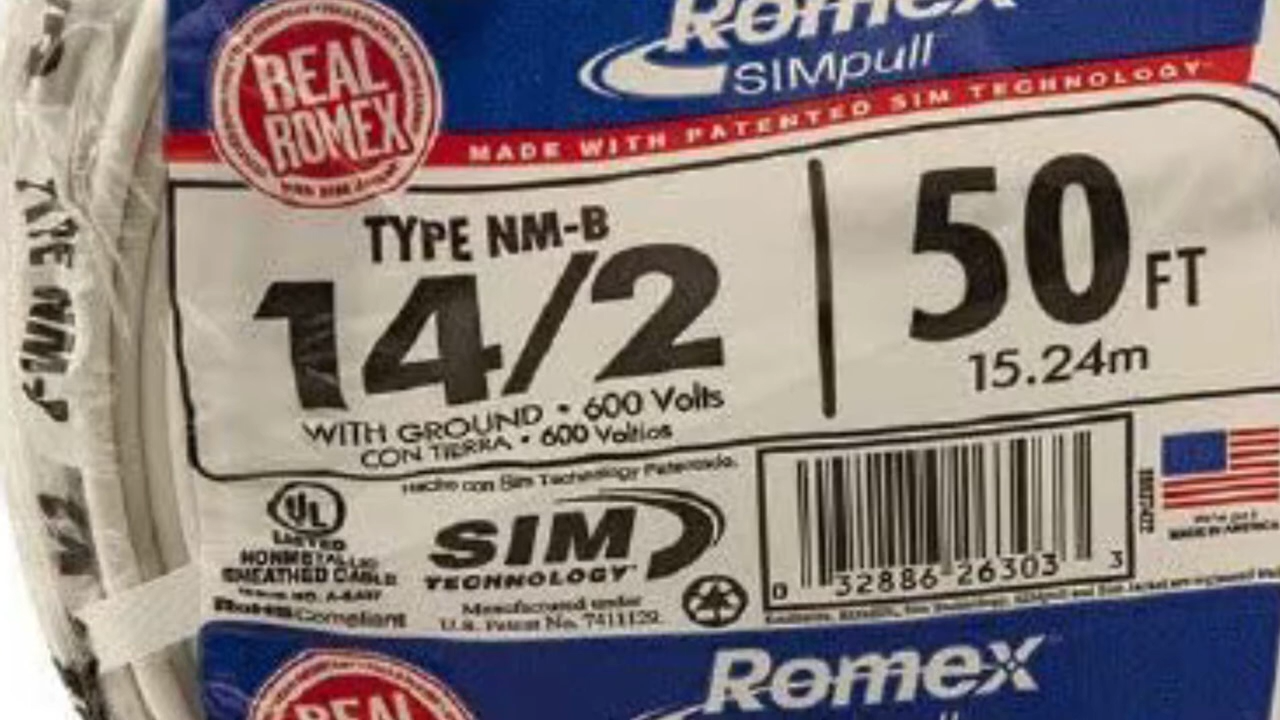 Romex
SIMpull
REAL
ROMEX
MADE WITH PATENTED SIM TECHNOLOGY
TYPE NM-B
14/2
WITH GROUND • 600 Volts
CON TIERRA • 600 Voltios
50 FT
15.24m
TYPE NM-B
Hecho con Sim Technology Patentada.
UL
LISTED
NONMETALLIC
SHEATHED CABLE
RoHS Compliant
SIM
TECHNOLOGY
Manufactured under
U.S. Patent No. 7411129.
0 32886 26303 3
MADE IN AMERICA
Romex
REAL